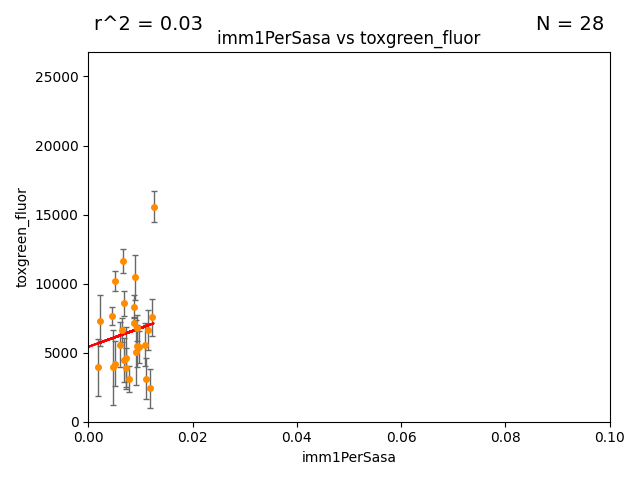 r^2 = 0.03
N = 28
imm1PerSasa vs toxgreen_fluor
25000
20000
15000
10000
5000
0
toxgreen_fluor
0.00 0.02 0.04 0.06 0.08 0.10
imm1PerSasa